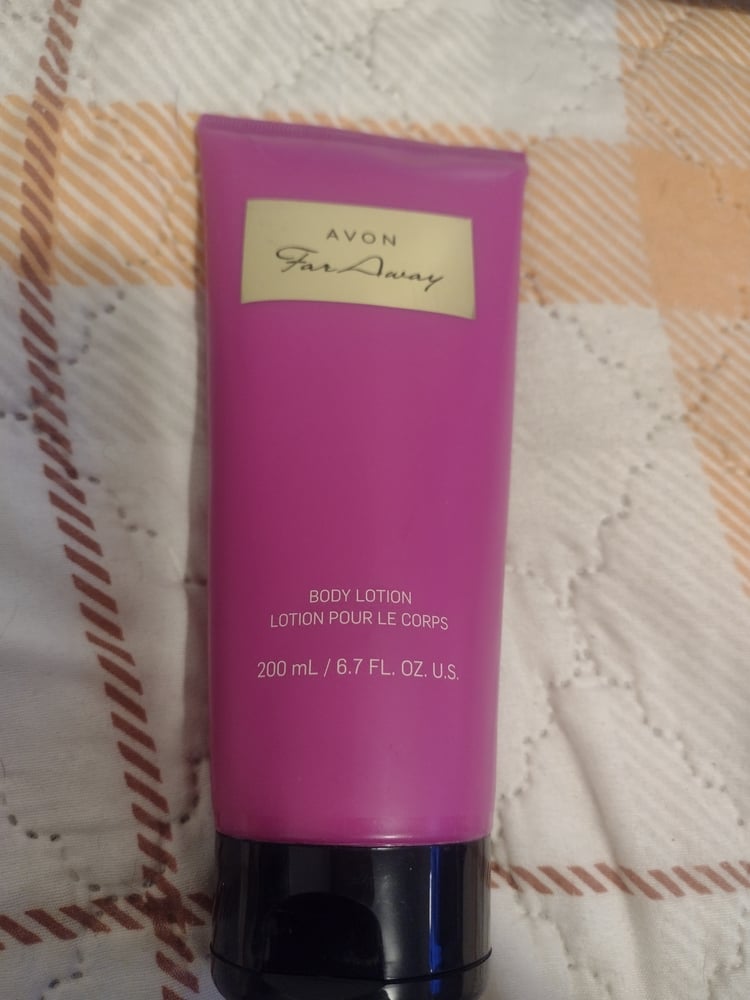 AVON
Far Away
BODY LOTION
LOTION POUR LE CORPS
200 mL / 6.7 FL. OZ. U.S.